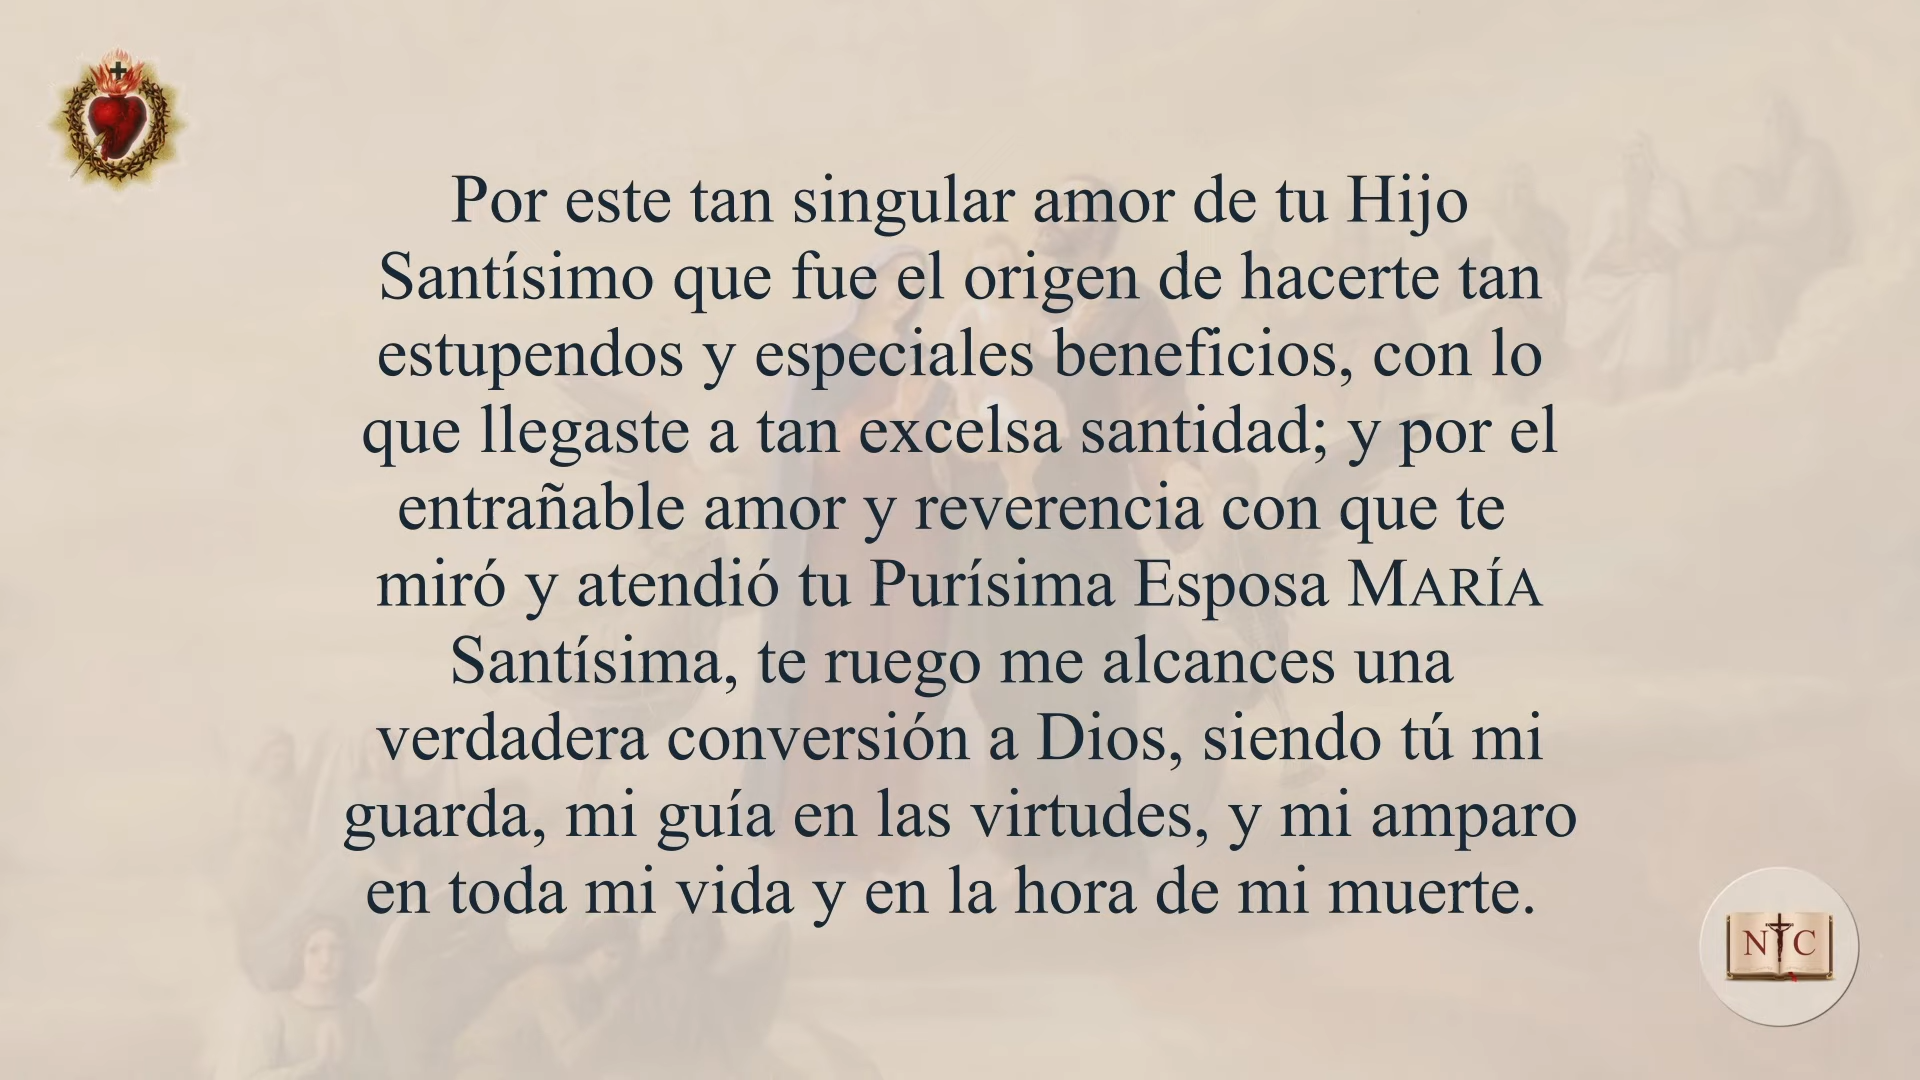 Por este tan singular amor de tu Hijo
Santísimo que fue el origen de hacerte tan
estupendos y especiales beneficios, con lo
que llegaste a tan excelsa santidad; y por el
entrañable amor y reverencia con que te
miró y atendió tu Purísima Esposa MARÍA
Santísima, te ruego me alcances una
verdadera conversión a Dios, siendo tú mi
guarda, mi guía en las virtudes, y mi amparo
en toda mi vida y en la hora de mi muerte.
N C